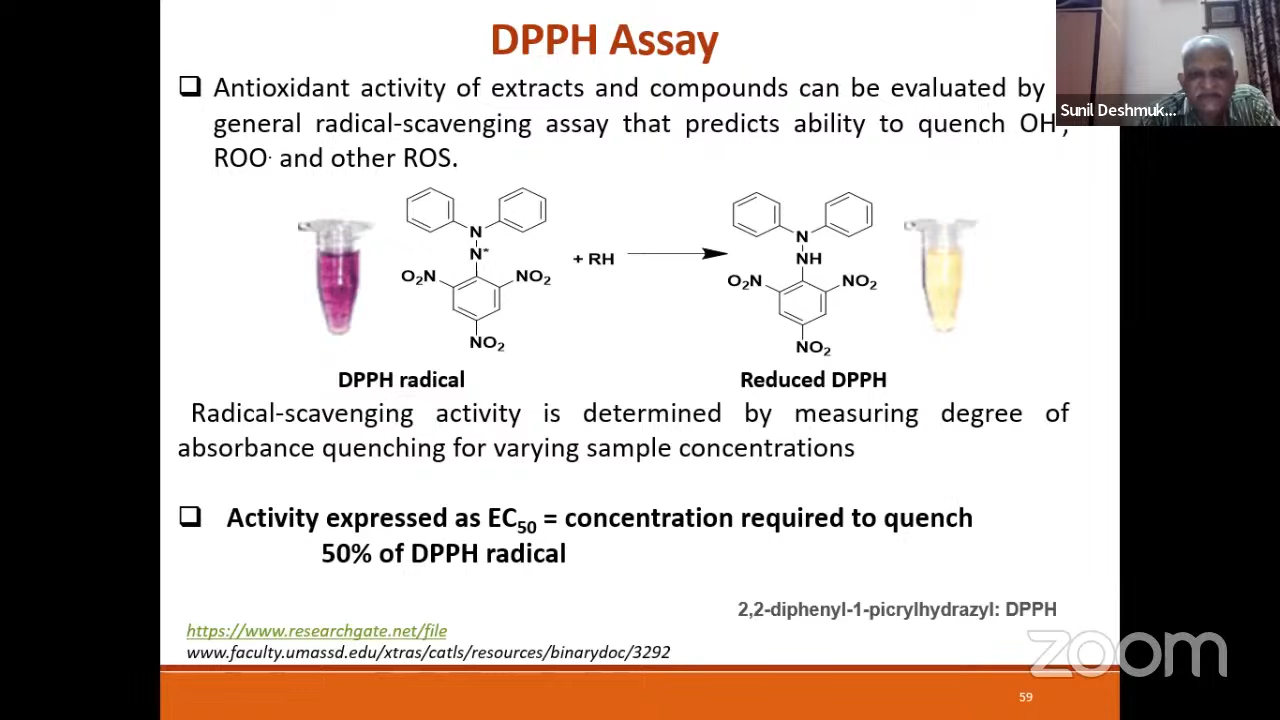 DPPH Assay
Sunil Deshmuk...
❑ Antioxidant activity of extracts and compounds can be evaluated by
general radical-scavenging assay that predicts ability to quench OH·,
ROO· and other ROS.
N
N*
O₂N
NO₂
NO₂
+ RH
N
NH
O₂N
NO₂
NO₂
DPPH radical
Reduced DPPH
Radical-scavenging activity is determined by measuring degree of
absorbance quenching for varying sample concentrations
❑ Activity expressed as EC₅₀ = concentration required to quench
50% of DPPH radical
2,2-diphenyl-1-picrylhydrazyl: DPPH
https://www.researchgate.net/file
www.faculty.umassd.edu/xtras/catls/resources/binarydoc/3292
zoom
59